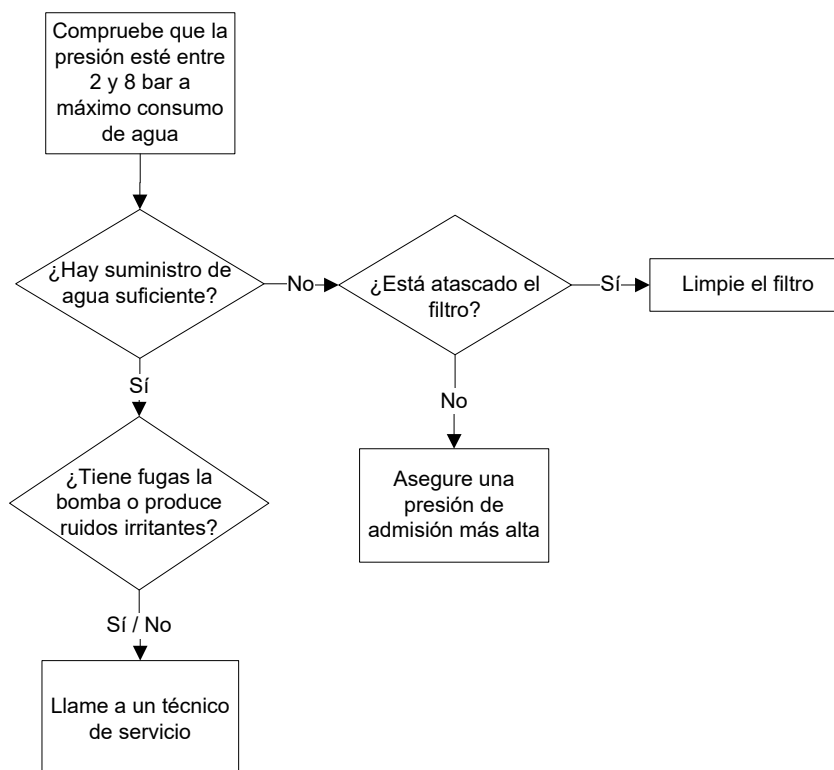 Compruebe que la
presión esté entre
2 y 8 bar a
máximo consumo
de agua
¿Hay suministro de
agua suficiente?
No
¿Está atascado el
filtro?
Sí
Limpie el filtro
Sí
No
¿Tiene fugas la
bomba o produce
ruidos irritantes?
Asegure una
presión de
admisión más alta
Sí / No
Llame a un técnico
de servicio